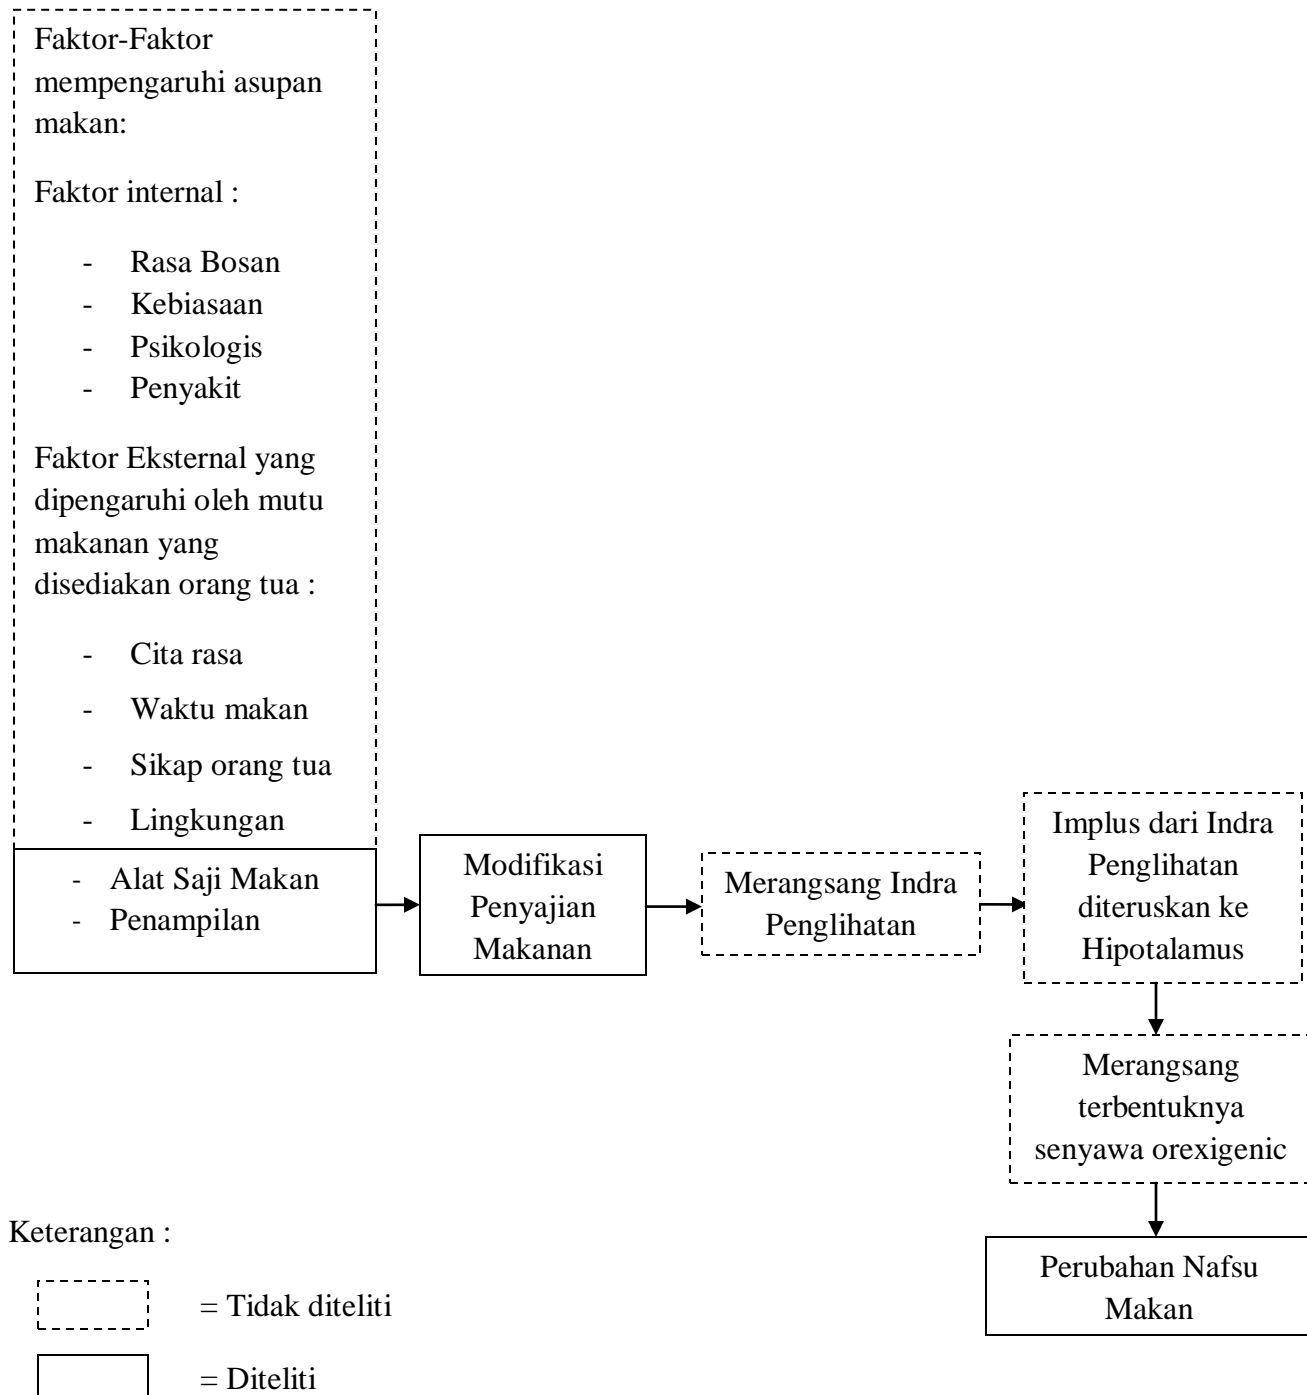 Faktor-Faktor
mempengaruhi asupan
makan:
Faktor internal :
- Rasa Bosan
- Kebiasaan
- Psikologis
- Penyakit
Faktor Eksternal yang
dipengaruhi oleh mutu
makanan yang
disediakan orang tua :
- Cita rasa
- Waktu makan
- Sikap orang tua
- Lingkungan
- Alat Saji Makan
- Penampilan
Modifikasi
Penyajian
Makanan
Merangsang Indra
Penglihatan
Implus dari Indra
Penglihatan
diteruskan ke
Hipotalamus
Merangsang
terbentuknya
senyawa orexigenic
Perubahan Nafsu
Makan
Keterangan :
= Tidak diteliti
= Diteliti